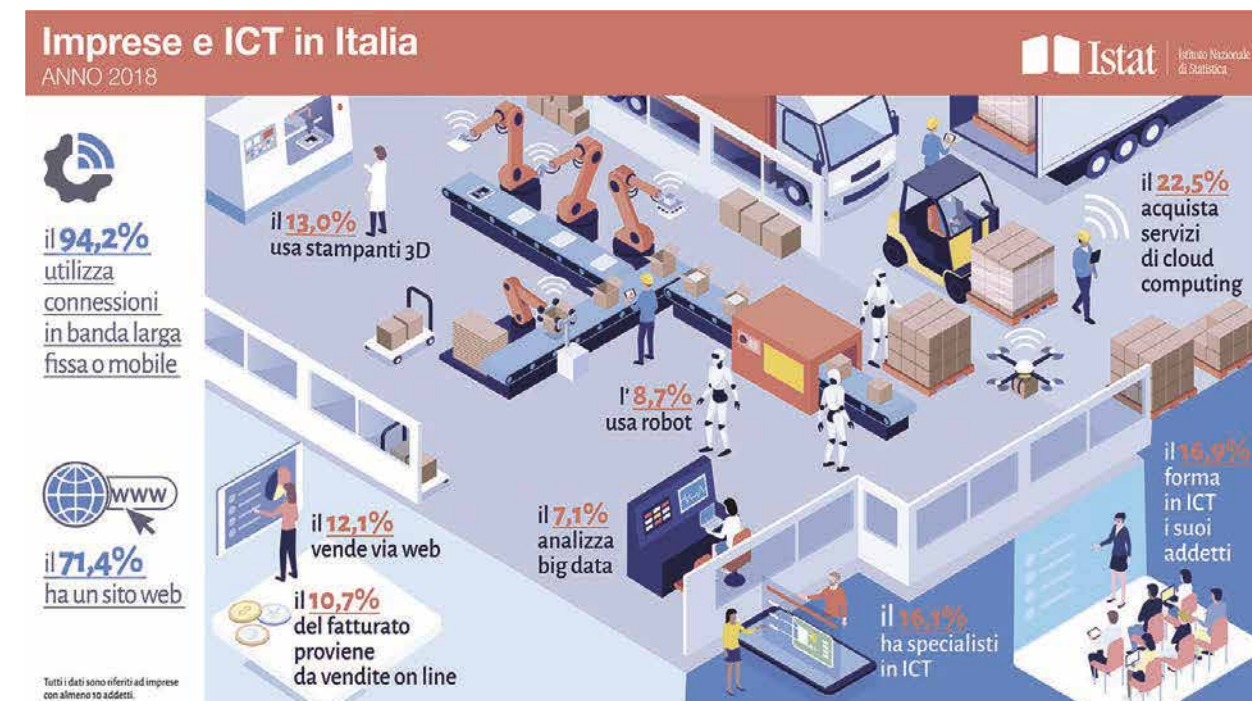 Imprese e ICT in Italia
ANNO 2018
Istat
Istituto Nazionale
di Statistica
il 94,2%
utilizza
connessioni
in banda larga
fissa o mobile
www
il 71,4%
ha un sito web
Tutti i dati sono riferiti ad imprese
con almeno 10 addetti.
il 13,0%
usa stampanti 3D
il 22,5%
acquista
servizi
di cloud
computing
l'8,7%
usa robot
il 12,1%
vende via web
il 10,7%
del fatturato
proviene
da vendite on line
il 7,1%
analizza
big data
il 16,1%
ha specialisti
in ICT
il 16,9%
forma
in ICT
i suoi
addetti